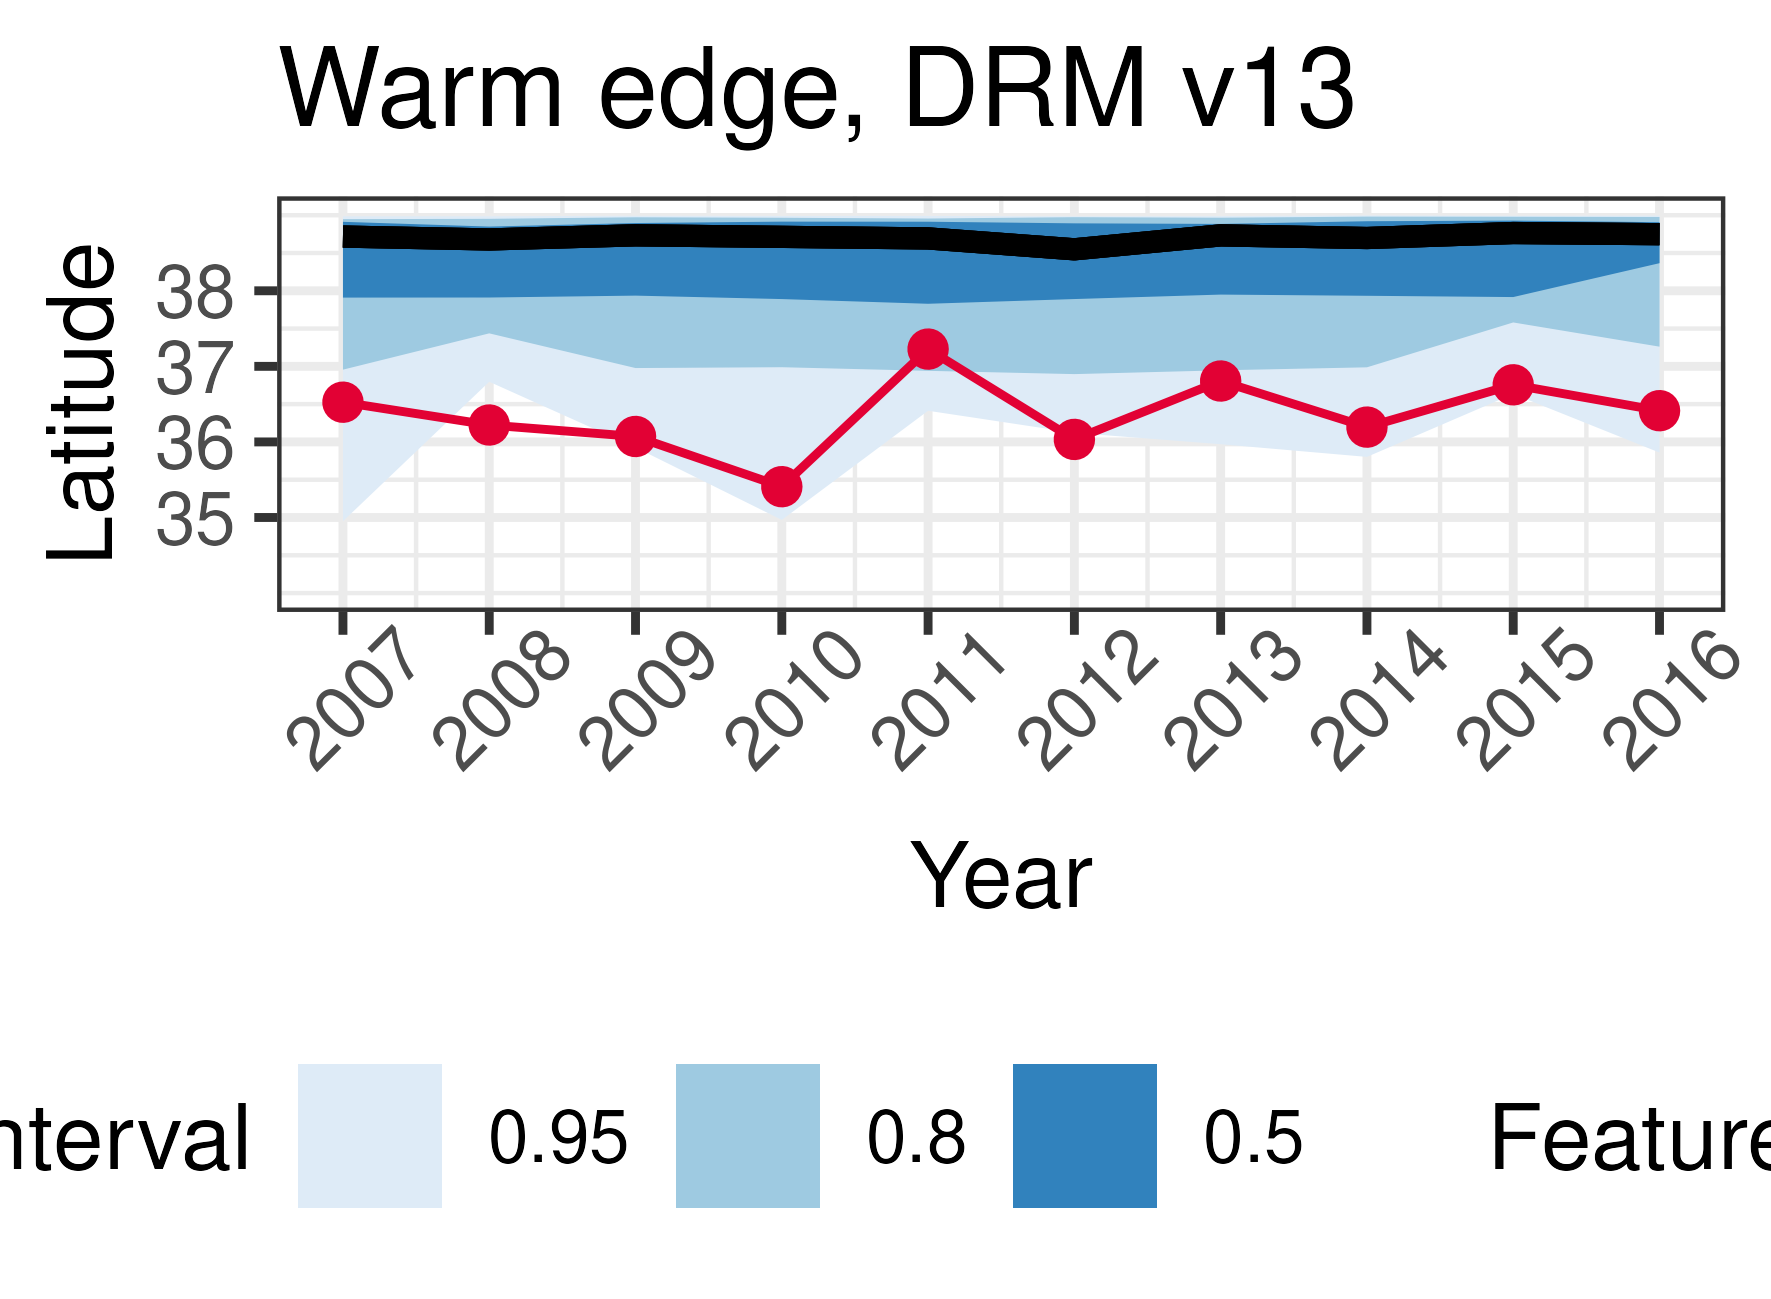 Warm edge, DRM v13
Latitude
38
37
36
35
2007 2008 2009 2010 2011 2012 2013 2014 2015 2016
Year
nterval 0.95 0.8 0.5 Feature